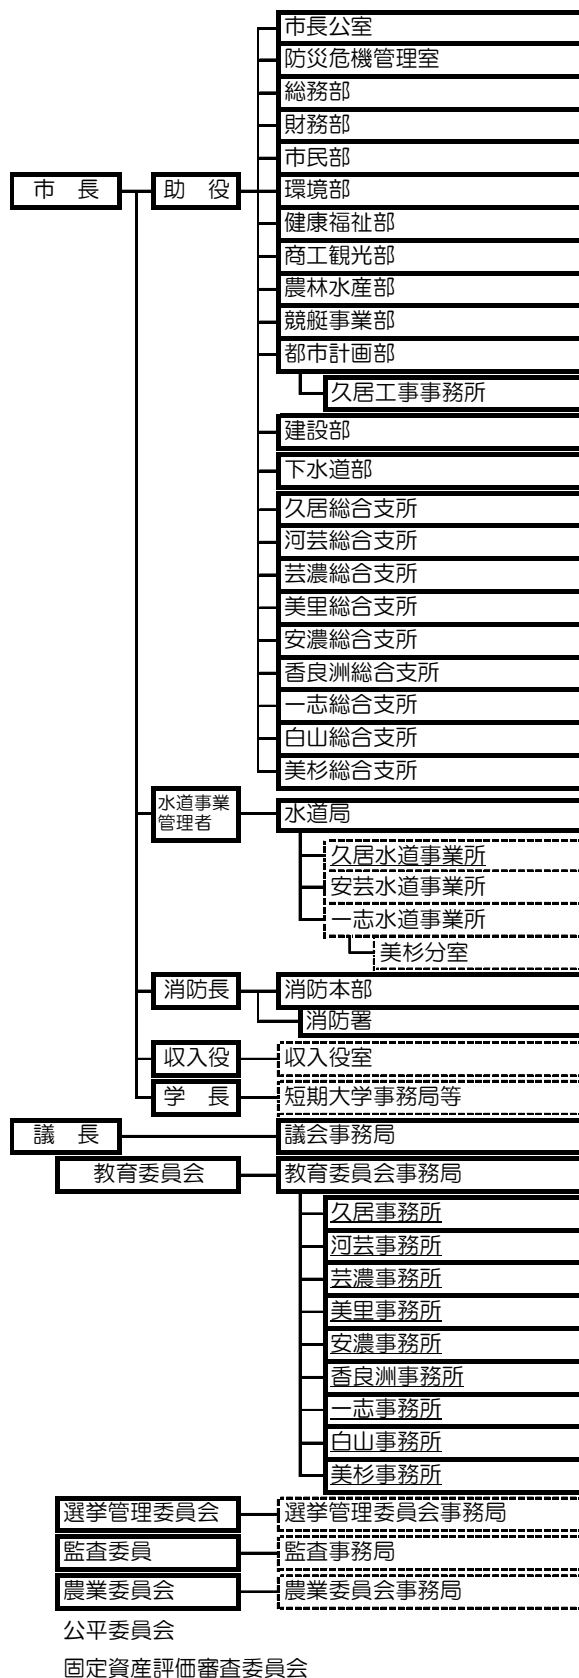 市長公室
防災危機管理室
総務部
財務部
市民部
市　長
助　役
環境部
健康福祉部
商工観光部
農林水産部
競艇事業部
都市計画部
久居工事事務所
建設部
下水道部
久居総合支所
河芸総合支所
芸濃総合支所
美里総合支所
安濃総合支所
香良洲総合支所
一志総合支所
白山総合支所
美杉総合支所
水道事業
管理者
水道局
久居水道事業所
安芸水道事業所
一志水道事業所
美杉分室
消防長
消防本部
消防署
収入役
収入役室
学　長
短期大学事務局等
議　長
議会事務局
教育委員会
教育委員会事務局
久居事務所
河芸事務所
芸濃事務所
美里事務所
安濃事務所
香良洲事務所
一志事務所
白山事務所
美杉事務所
選挙管理委員会
選挙管理委員会事務局
監査委員
監査事務局
農業委員会
農業委員会事務局
公平委員会
固定資産評価審査委員会